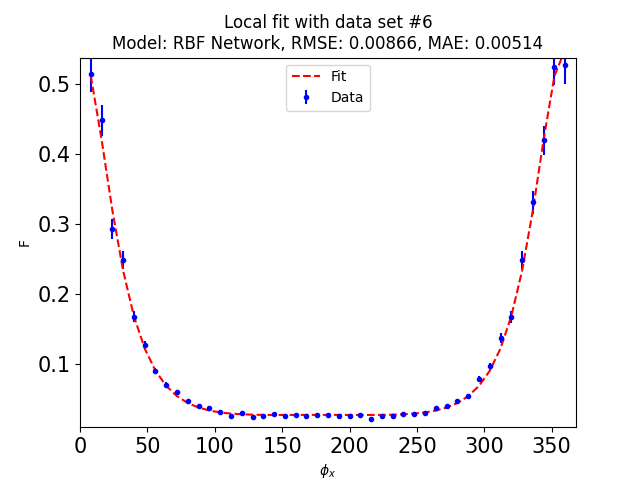 Local fit with data set #6
Model: RBF Network, RMSE: 0.00866, MAE: 0.00514
Fit
Data
0.5
0.4
0.3
0.2
0.1
F
0 50 100 150 200 250 300 350
ϕx